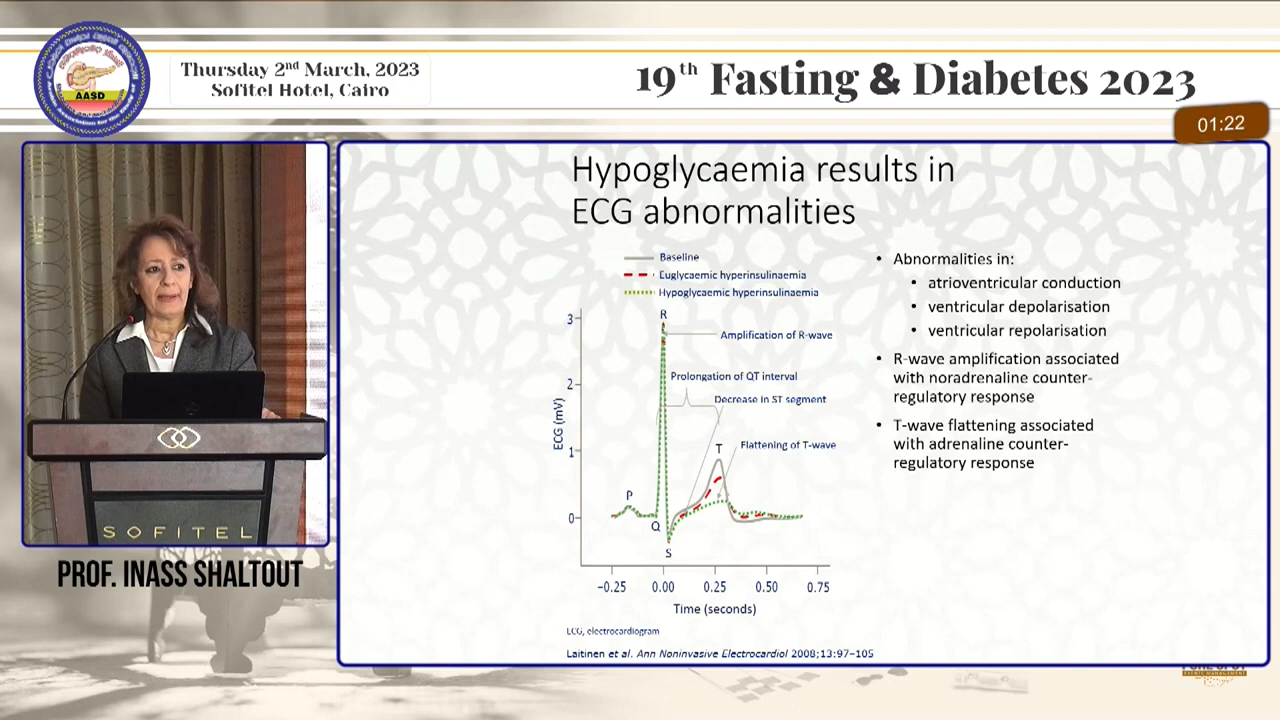 AASD
Thursday 2nd March, 2023
Sofitel Hotel, Cairo
19th Fasting & Diabetes 2023
01:22
Hypoglycaemia results in
ECG abnormalities
Baseline
Euglycaemic hyperinsulinaemia
Hypoglycaemic hyperinsulinaemia
R
3
Amplification of R-wave
Prolongation of QT interval
2
Decrease in ST segment
ECG (mV)
Flattening of T-wave
1
T
P
0
Q
S
−0.25 0.00 0.25 0.50 0.75
Time (seconds)
ECG, electrocardiogram
Laitinen et al. Ann Noninvasive Electrocardiol 2008;13:97–105
• Abnormalities in:
• atrioventricular conduction
• ventricular depolarisation
• ventricular repolarisation
• R-wave amplification associated
with noradrenaline counter-
regulatory response
• T-wave flattening associated
with adrenaline counter-
regulatory response
SOFITEL
PROF. INASS SHALTOUT
EVENTS MANAGEMENT